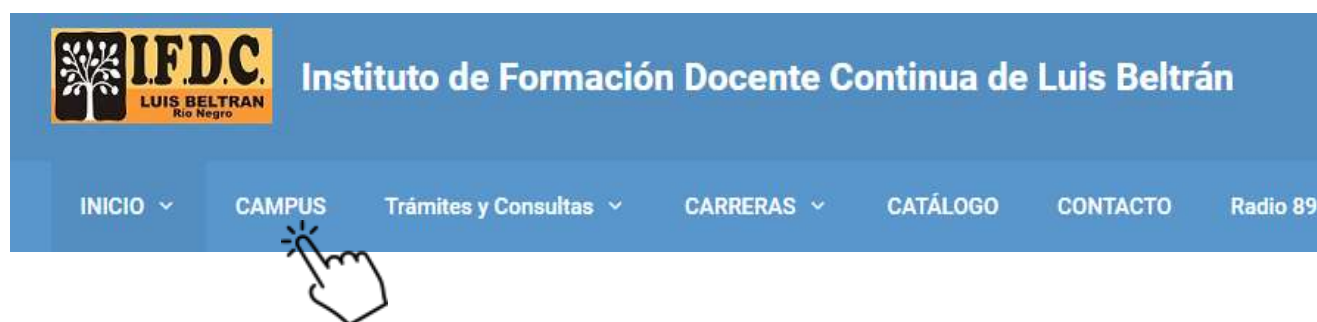 I.F.D.C.
LUIS BELTRAN
Rio Negro
Instituto de Formación Docente Continua de Luis Beltrán
INICIO CAMPUS Trámites y Consultas CARRERAS CATÁLOGO CONTACTO Radio 89